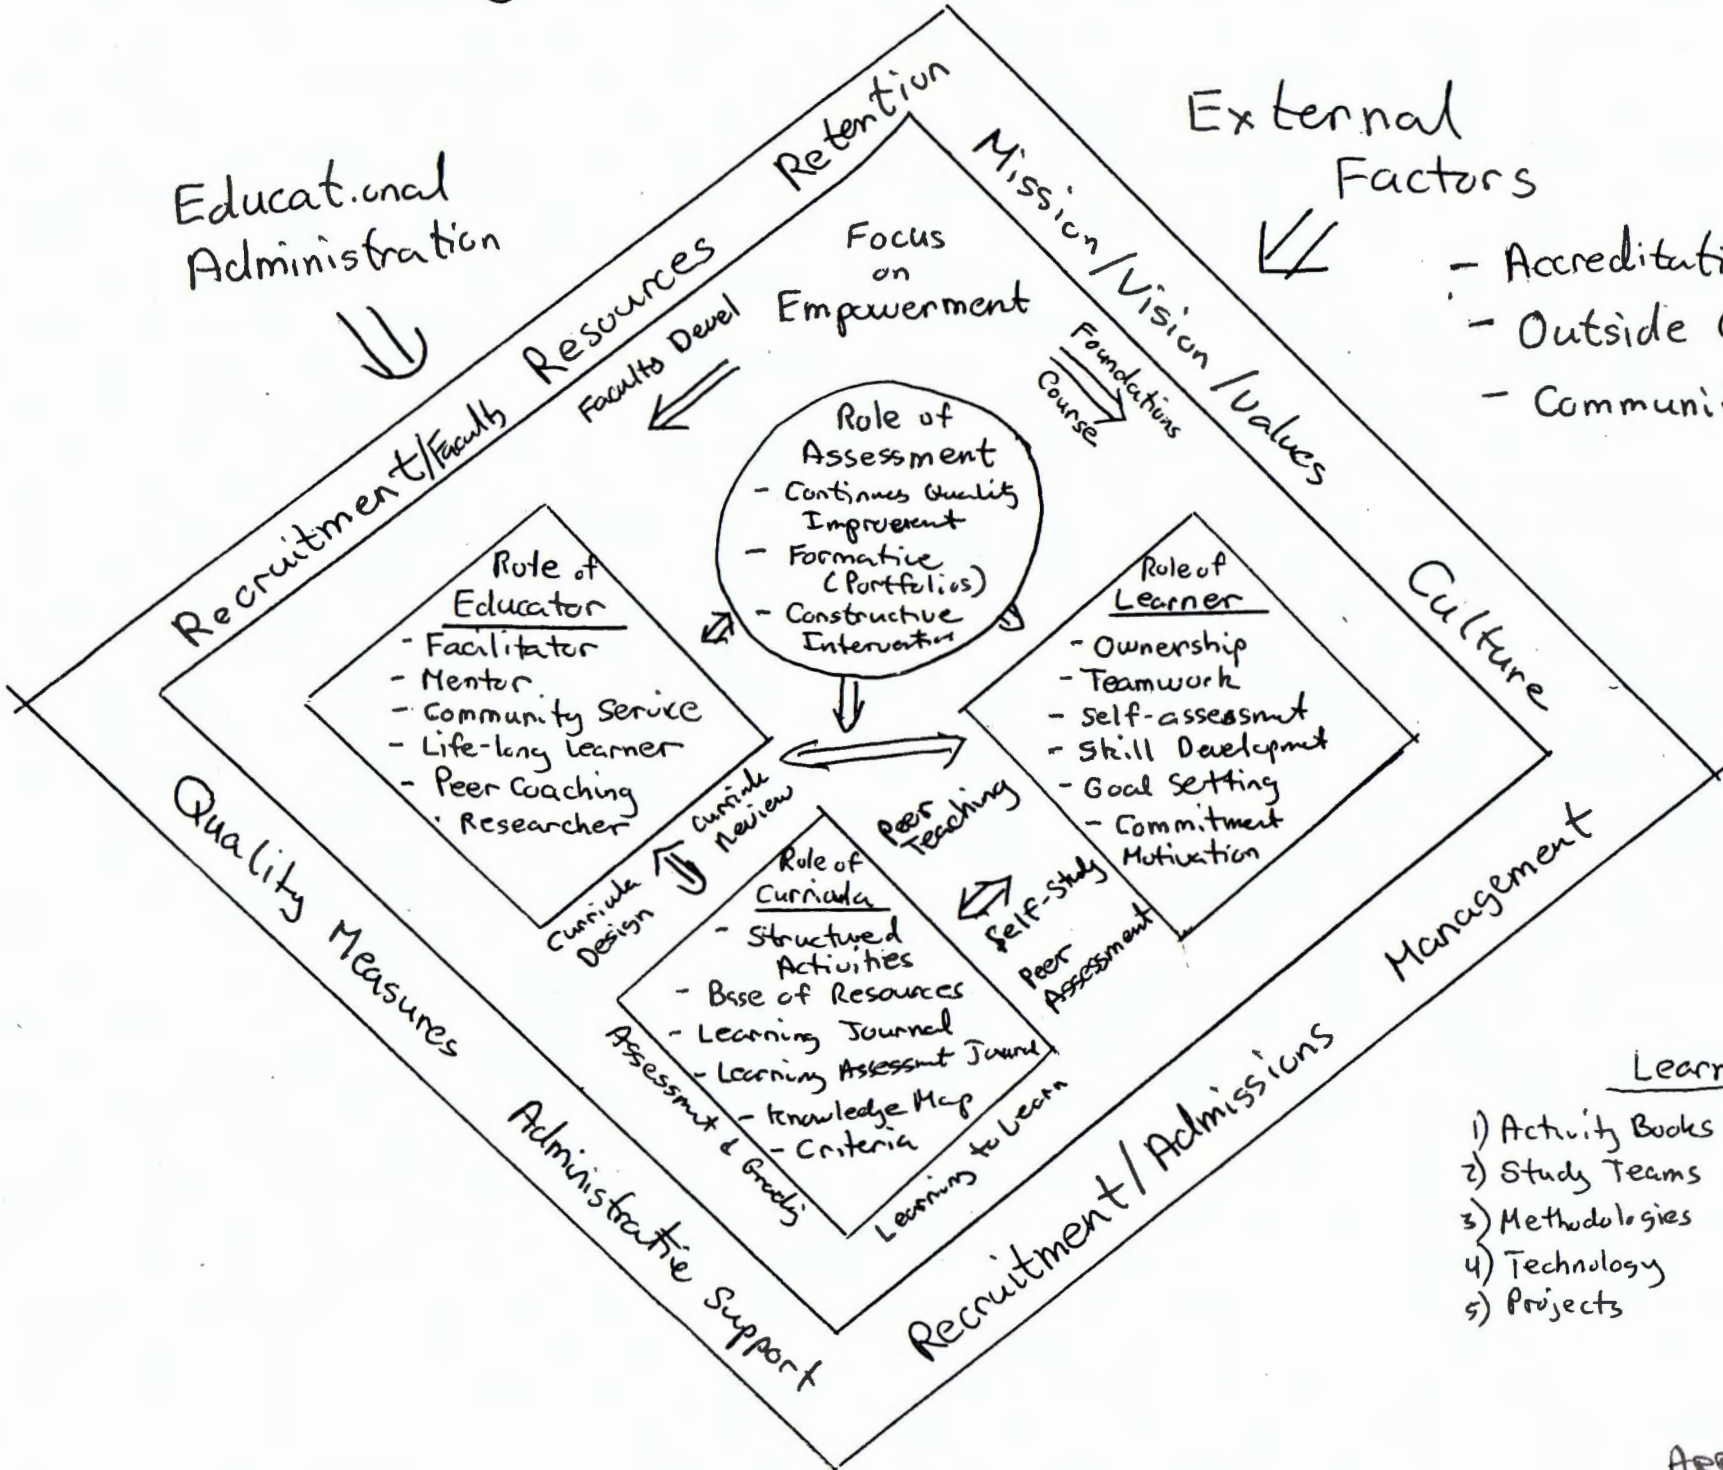 Educational
Administration
External
Factors
- Accreditati
- Outside
- Communi
Recruitment/Faculty Resources Retention
Mission/Vision/Values Culture
Quality Measures Administrative Support
Recruitment/Admissions Management
Focus
on
Empowerment
Faculty Devel
Foundations
Course
Role of
Assessment
- Continues Quality
Improvement
- Formative
(Portfolios)
- Constructive
Intervention
Role of
Educator
- Facilitator
- Mentor
- Community Service
- Life-long Learner
- Peer Coaching
· Researcher
Role of
Learner
- Ownership
- Teamwork
- Self-assessmt
- Skill Developmt
- Goal Setting
- Commitment
Motivation
Curricula
Review
Curricula
Design
Peer
Teaching
Self-Study
Peer
Assessment
Role of
Curricula
- Structured
Activities
- Base of Resources
- Learning Journal
- Learning Assessmt Journal
- Knowledge Map
- Criteria
Assessmt & Grading
Learning to Learn
Learn
1) Activity Books
2) Study Teams
3) Methodologies
4) Technology
5) Projects